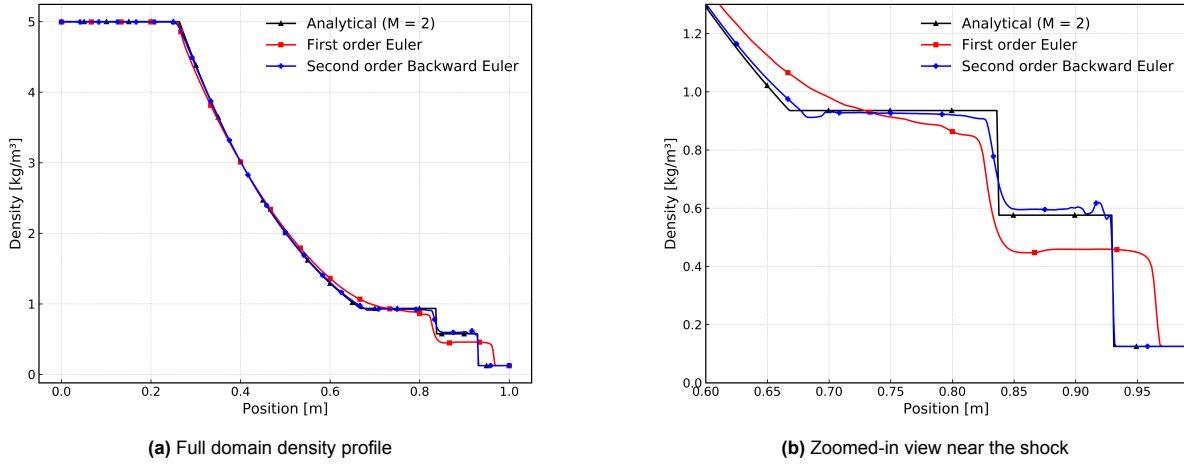 Analytical (M = 2)
First order Euler
Second order Backward Euler
Density [kg/m³]
5
4
3
2
1
0
0.0 0.2 0.4 0.6 0.8 1.0
Position [m]
(a) Full domain density profile
Analytical (M = 2)
First order Euler
Second order Backward Euler
Density [kg/m³]
1.2
1.0
0.8
0.6
0.4
0.2
0.0
0.60 0.65 0.70 0.75 0.80 0.85 0.90 0.95
Position [m]
(b) Zoomed-in view near the shock